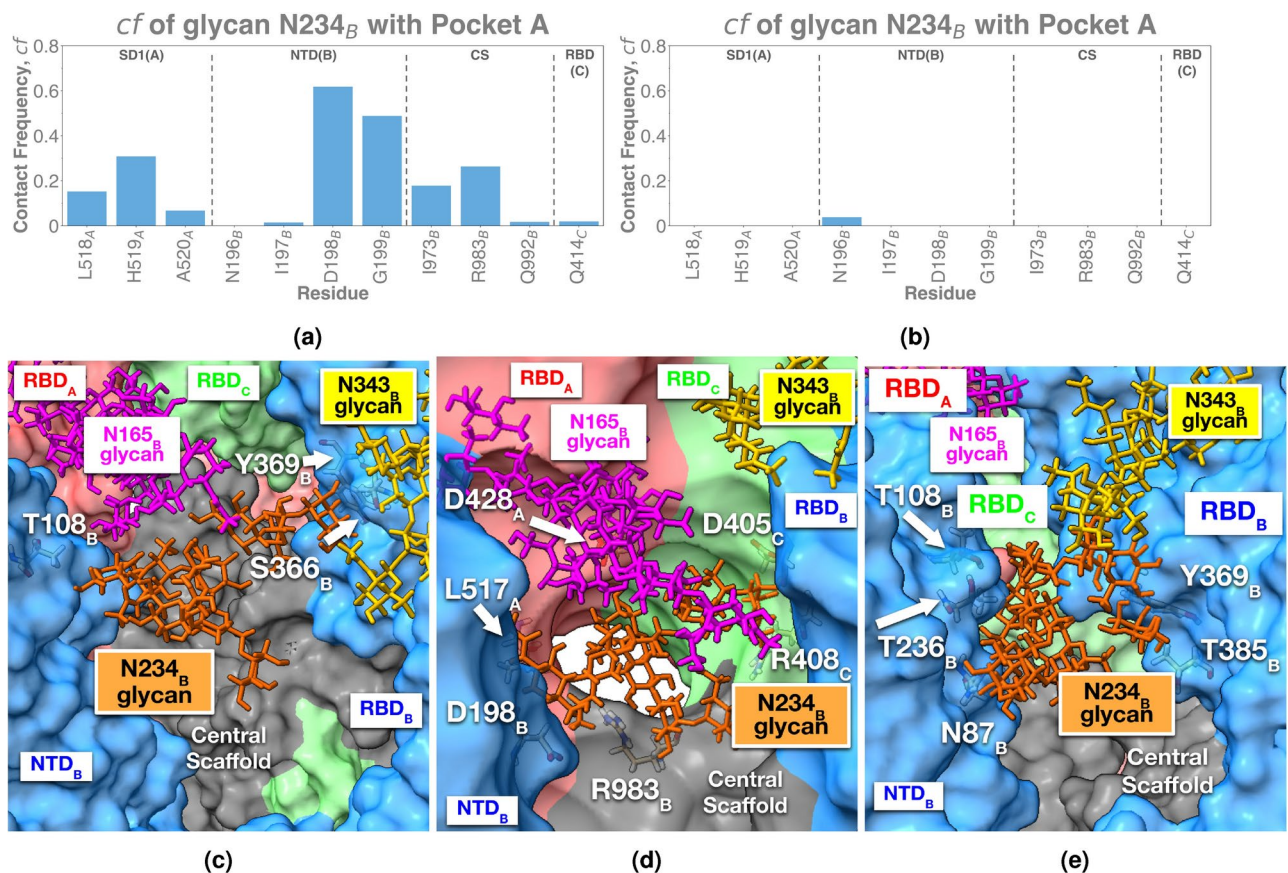 cf of glycan N234B with Pocket A
Contact Frequency, cf
0.8
0.6
0.4
0.2
0
SD1(A) NTD(B) CS RBD
(C)
L518A H519A A520A N196B I197B D198B G199B I973B R983B Q992B Q414C
Residue
(a)
cf of glycan N234B with Pocket A
Contact Frequency, cf
0.8
0.6
0.4
0.2
0
SD1(A) NTD(B) CS RBD
(C)
L518A H519A A520A N196B I197B D198B G199B I973B R983B Q992B Q414C
Residue
(b)
RBDA RBDC N343B
glycan
N165B
glycan
Y369B
T108B
S366B
N234B
glycan
RBDB
Central
Scaffold
NTDB
(c)
RBDA RBDC N343B
glycan
N165B
glycan
D428A
D405C
RBDB
L517A
R408C
D198B
N234B
glycan
R983B
Central
Scaffold
NTDB
(d)
RBDA
N343B
glycan
N165B
glycan
T108B
RBDC
RBDB
Y369B
T236B
T385B
N234B
glycan
N87B
Central
Scaffold
NTDB
(e)